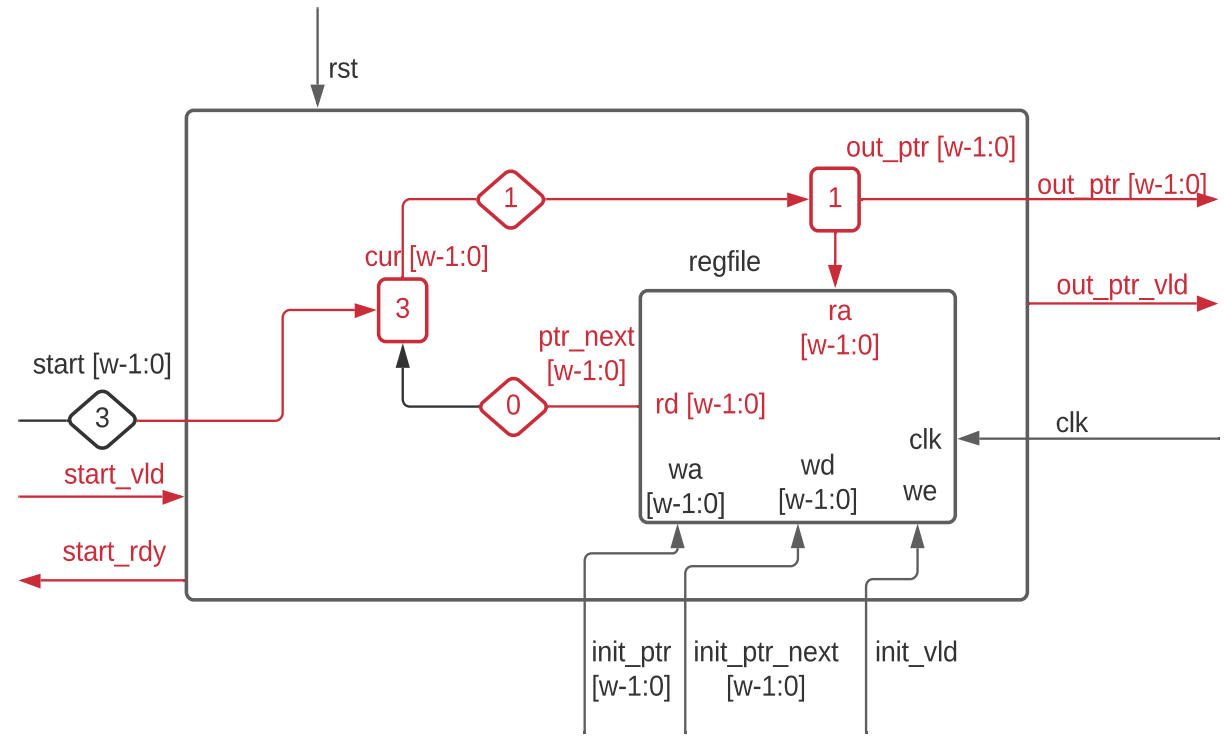 rst
out_ptr [w-1:0]
out_ptr [w-1:0]
1
1
cur [w-1:0]
regfile
out_ptr_vld
3
ra
[w-1:0]
ptr_next
[w-1:0]
start [w-1:0]
3
0
rd [w-1:0]
clk
clk
start_vld
wa
[w-1:0]
wd
[w-1:0]
we
start_rdy
init_ptr
[w-1:0]
init_ptr_next
[w-1:0]
init_vld